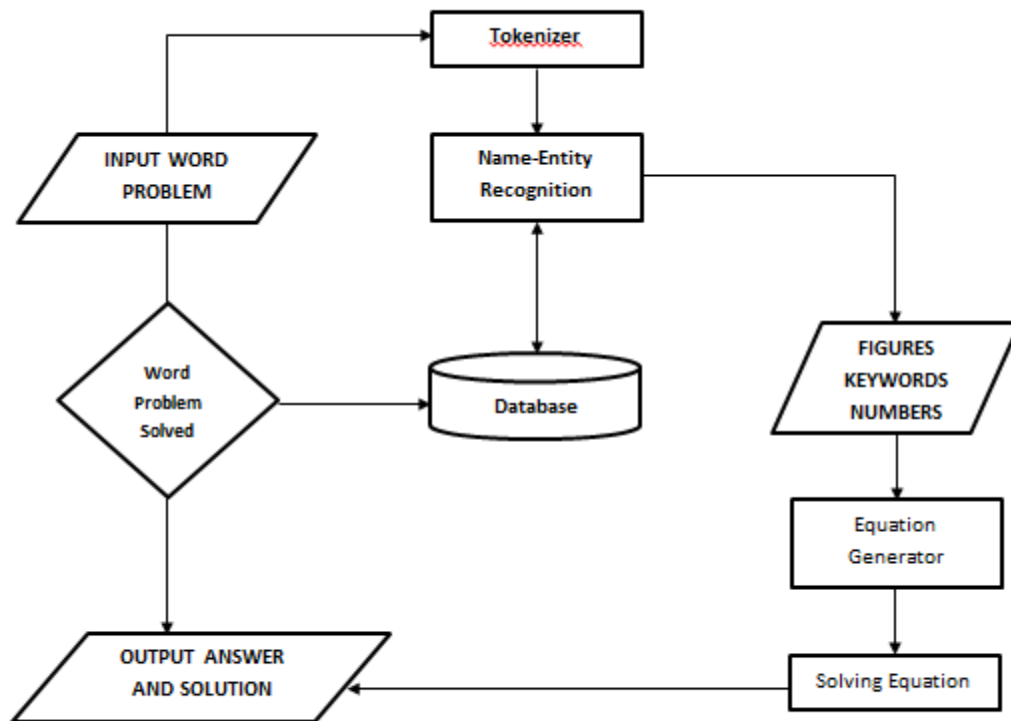 Tokenizer
INPUT WORD
PROBLEM
Name-Entity
Recognition
Word
Problem
Solved
Database
FIGURES
KEYWORDS
NUMBERS
Equation
Generator
OUTPUT ANSWER
AND SOLUTION
Solving Equation